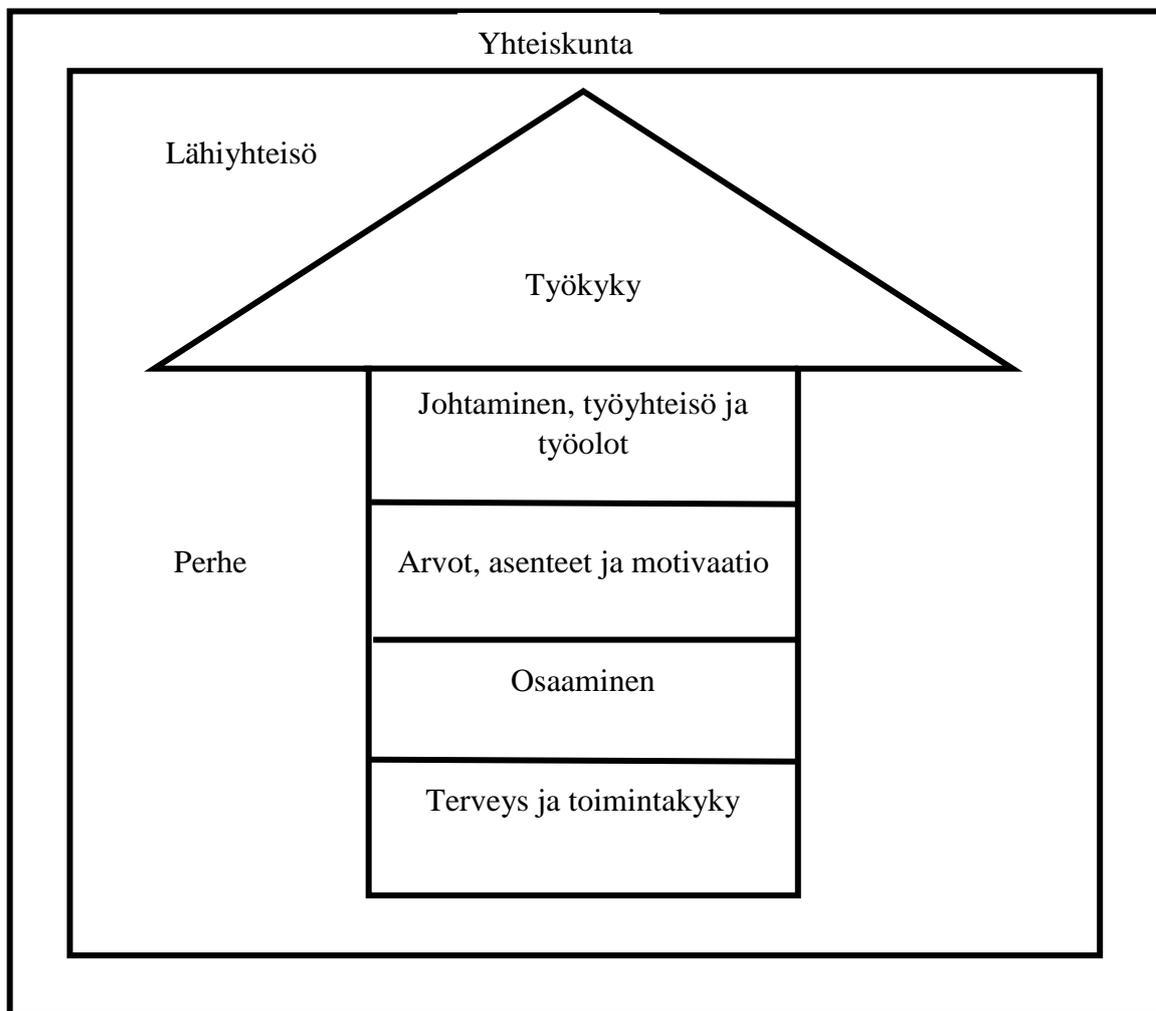 Yhteiskunta
Lähiyhteisö
Työkyky
Johtaminen, työyhteisö ja
työolot
Perhe
Arvot, asenteet ja motivaatio
Osaaminen
Terveys ja toimintakyky